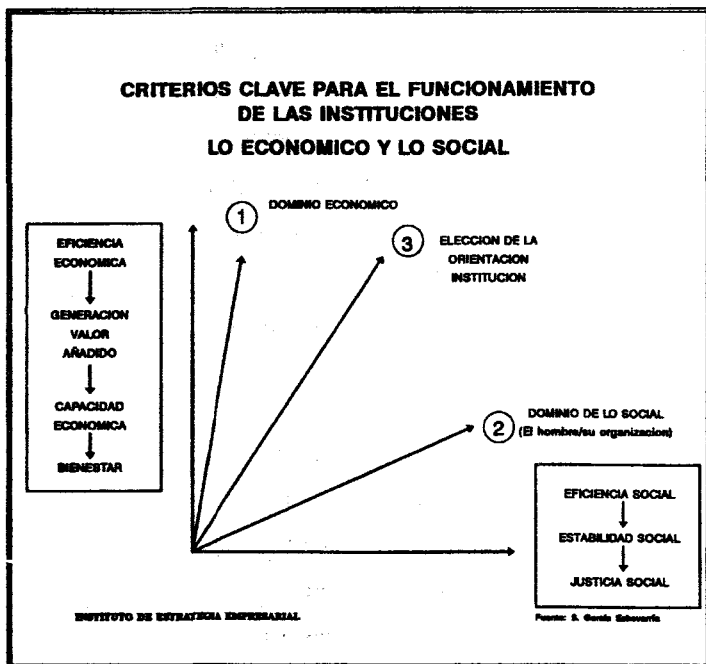 CRITERIOS CLAVE PARA EL FUNCIONAMIENTO
DE LAS INSTITUCIONES
LO ECONOMICO Y LO SOCIAL
1
DOMINIO ECONOMICO
3
ELECCION DE LA
ORIENTACION
INSTITUCION
EFICIENCIA
ECONOMICA
GENERACION
VALOR
AÑADIDO
CAPACIDAD
ECONOMICA
BIENESTAR
2
DOMINIO DE LO SOCIAL
(El hombre/su organizacion)
EFICIENCIA SOCIAL
ESTABILIDAD SOCIAL
JUSTICIA SOCIAL
INSTITUTO DE ESTRATEGIA EMPRESARIAL
Fuente: S. García Echevarría